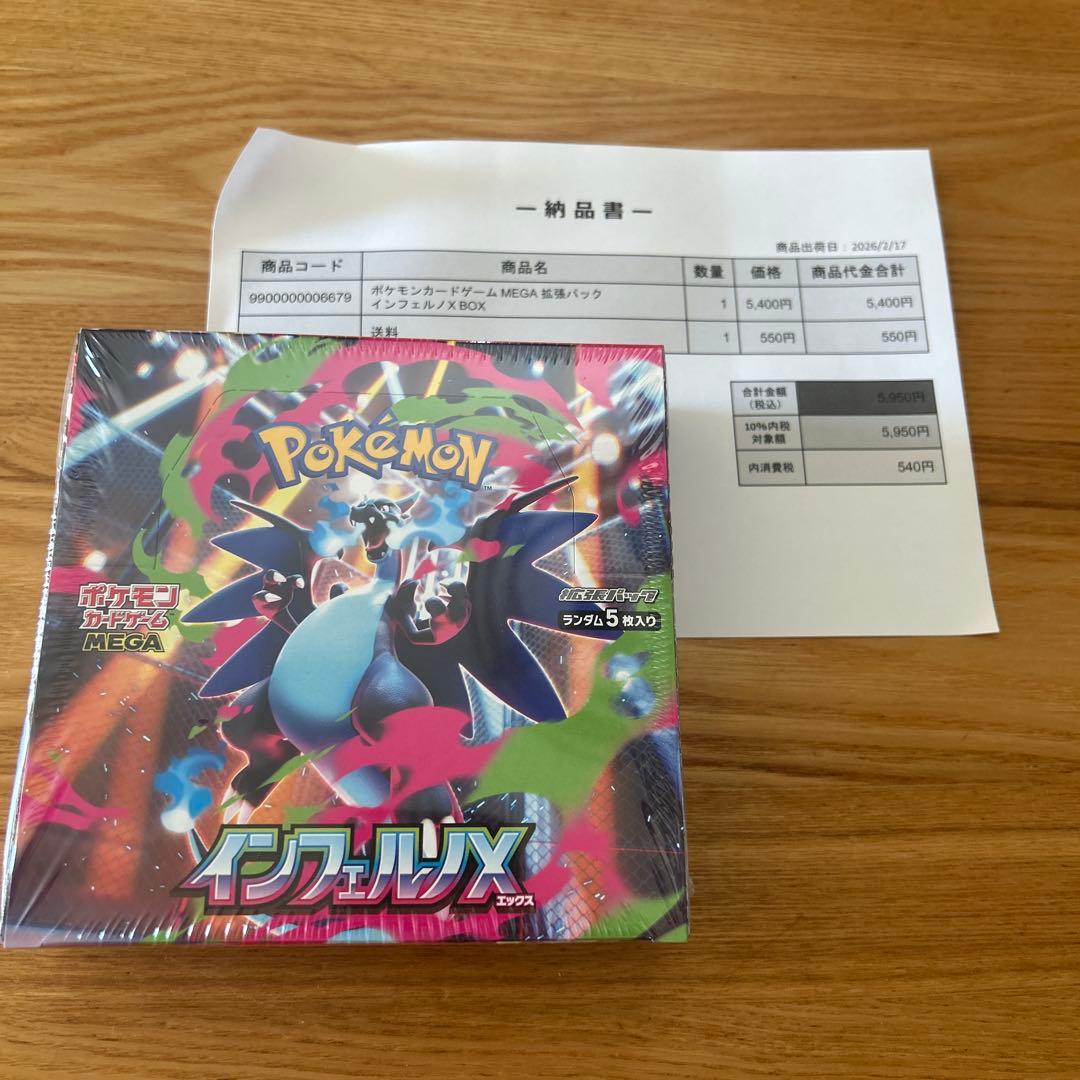 ― 納品書 ―
商品出荷日：2026/2/17
商品コード 商品名 数量 価格 商品代金合計
9900000006679 ポケモンカードゲーム MEGA 拡張パック
インフェルノX BOX 1 5,400円 5,400円
送料 1 550円 550円
合計金額
（税込） 5,950円
10%内税
対象額 5,950円
内消費税 540円
POKéMON
TM
ポケモン
カードゲーム
MEGA
拡張パック
ランダム5枚入り
インフェルノX
エックス